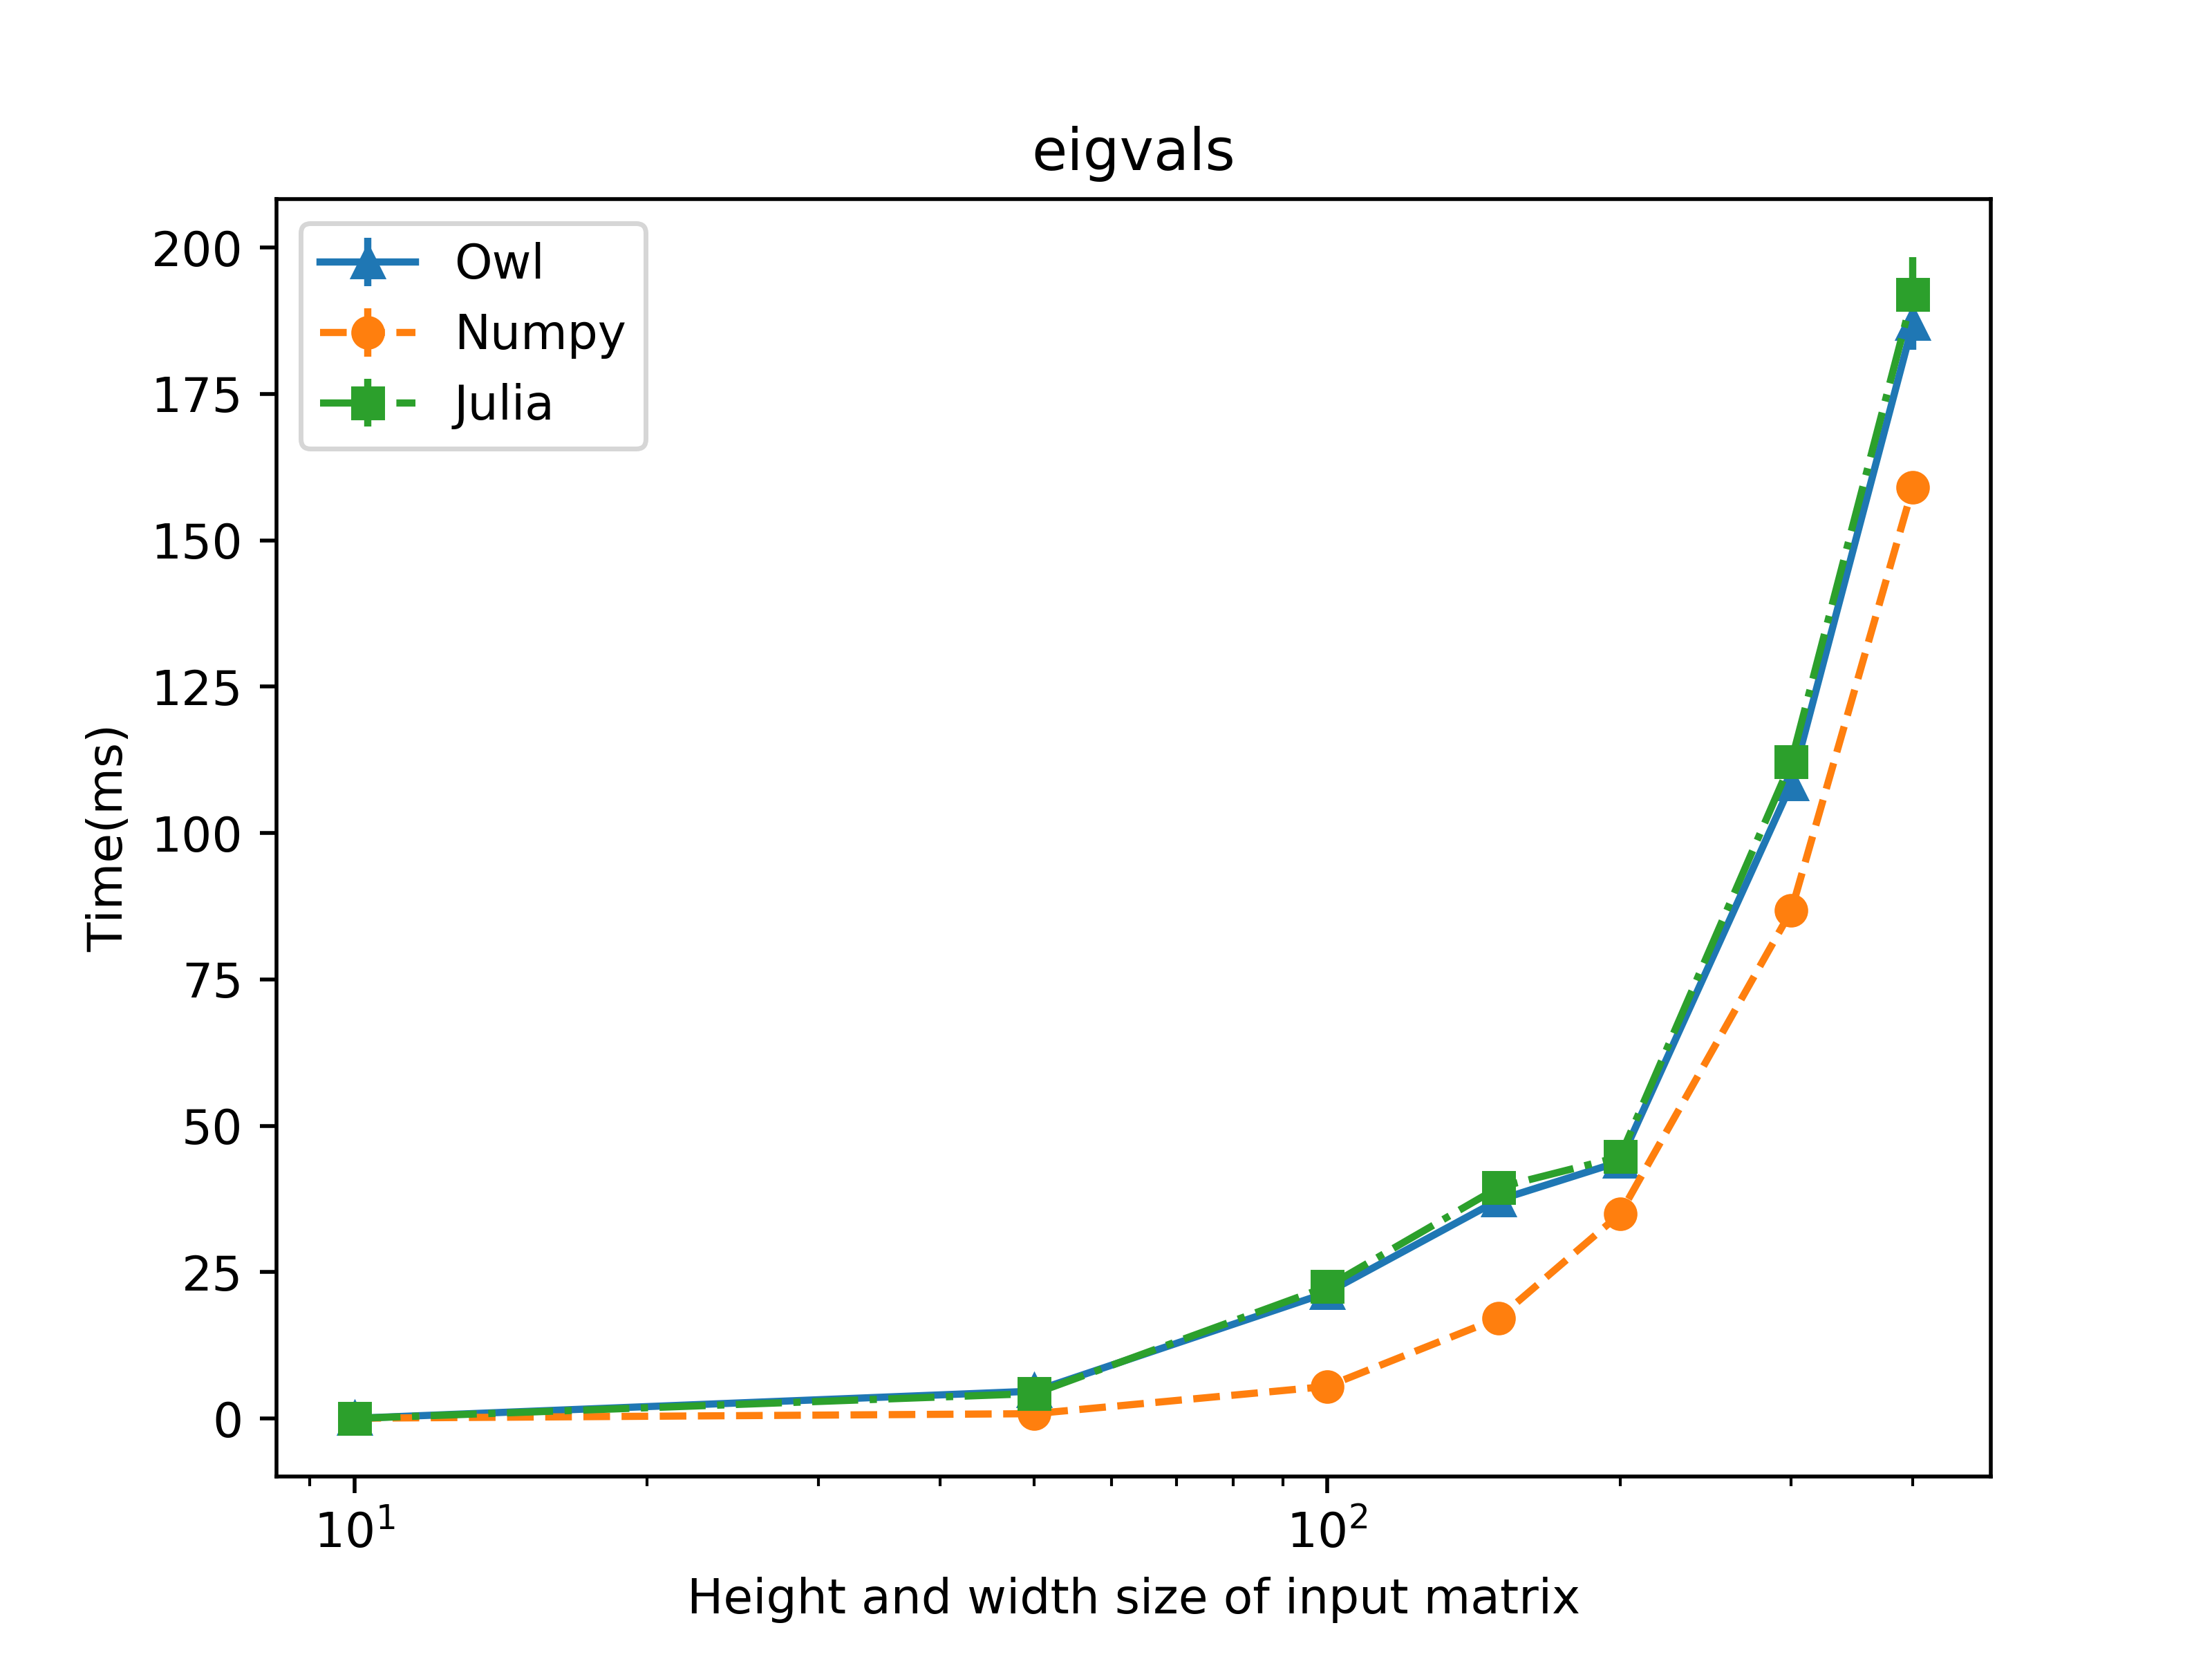 eigvals
Owl
Numpy
Julia
200
175
150
125
100
75
50
25
0
Time(ms)
10¹
10²
Height and width size of input matrix